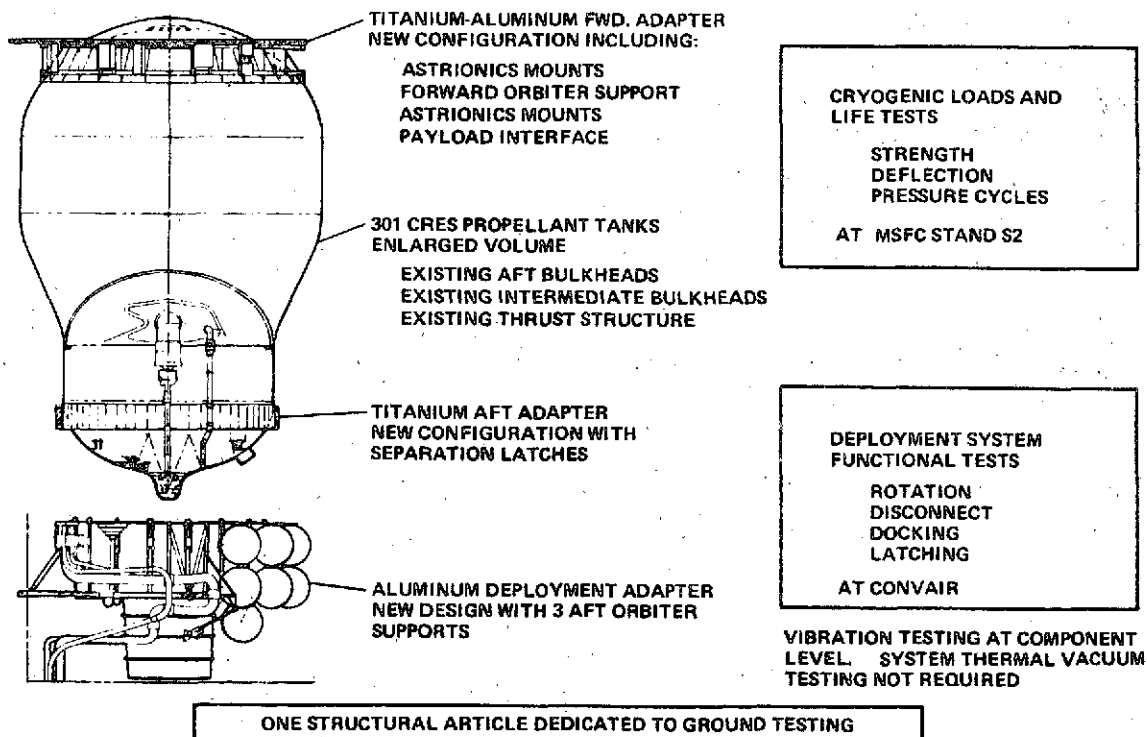 TITANIUM-ALUMINUM FWD. ADAPTER
NEW CONFIGURATION INCLUDING:
ASTRIONICS MOUNTS
FORWARD ORBITER SUPPORT
ASTRIONICS MOUNTS
PAYLOAD INTERFACE
301 CRES PROPELLANT TANKS
ENLARGED VOLUME
EXISTING AFT BULKHEADS
EXISTING INTERMEDIATE BULKHEADS
EXISTING THRUST STRUCTURE
TITANIUM AFT ADAPTER
NEW CONFIGURATION WITH
SEPARATION LATCHES
ALUMINUM DEPLOYMENT ADAPTER
NEW DESIGN WITH 3 AFT ORBITER
SUPPORTS
CRYOGENIC LOADS AND
LIFE TESTS
STRENGTH
DEFLECTION
PRESSURE CYCLES
AT MSFC STAND S2
DEPLOYMENT SYSTEM
FUNCTIONAL TESTS
ROTATION
DISCONNECT
DOCKING
LATCHING
AT CONVAIR
VIBRATION TESTING AT COMPONENT
LEVEL. SYSTEM THERMAL VACUUM
TESTING NOT REQUIRED
ONE STRUCTURAL ARTICLE DEDICATED TO GROUND TESTING